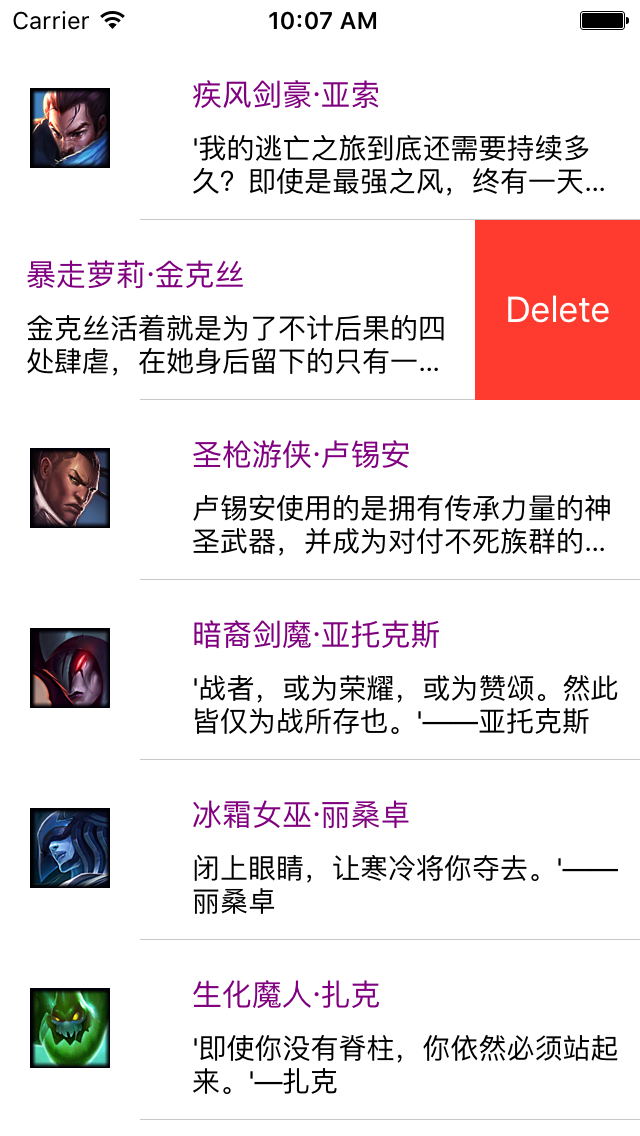 Carrier 10:07 AM
疾风剑豪·亚索
'我的逃亡之旅到底还需要持续多
久？即使是最强之风，终有一天...
暴走萝莉·金克丝
金克丝活着就是为了不计后果的四
处肆虐，在她身后留下的只有一...
Delete
圣枪游侠·卢锡安
卢锡安使用的是拥有传承力量的神
圣武器，并成为对付不死族群的...
暗裔剑魔·亚托克斯
'战者，或为荣耀，或为赞颂。然此
皆仅为战所存也。'——亚托克斯
冰霜女巫·丽桑卓
闭上眼睛，让寒冷将你夺去。'——
丽桑卓
生化魔人·扎克
'即使你没有脊柱，你依然必须站起
来。'—扎克